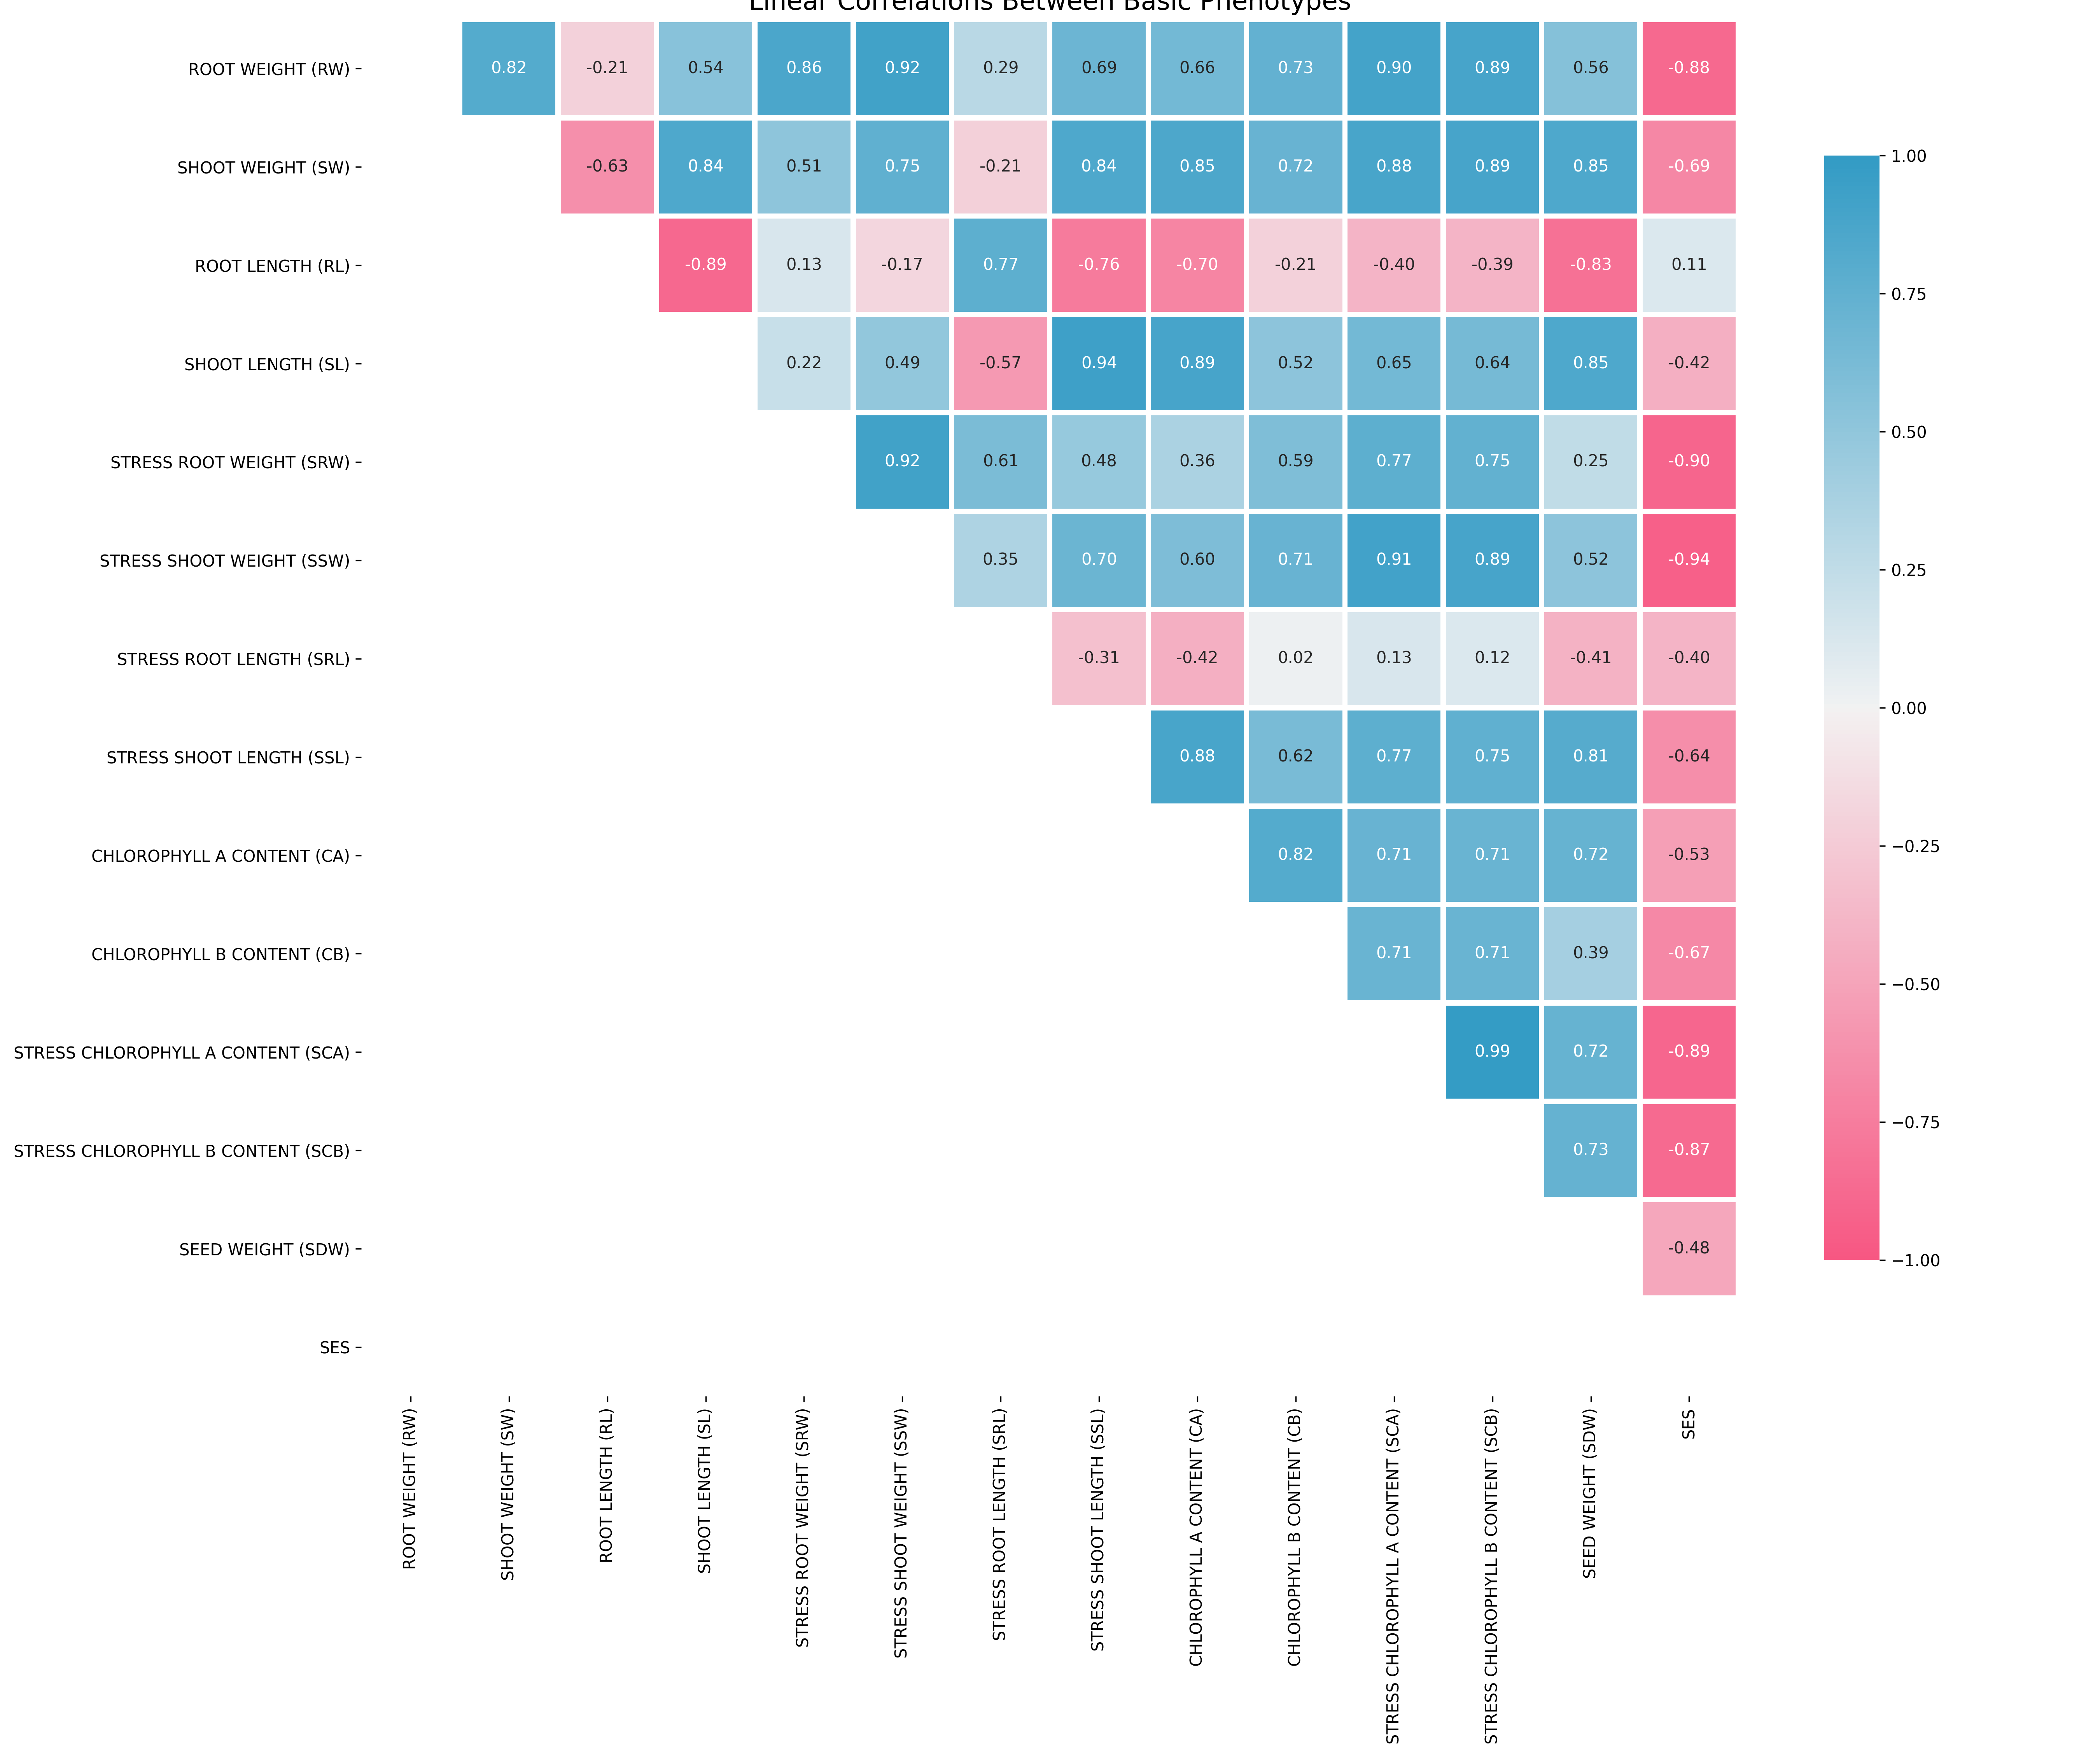 Linear Correlations Between Basic Phenotypes
ROOT WEIGHT (RW) 0.82 -0.21 0.54 0.86 0.92 0.29 0.69 0.66 0.73 0.90 0.89 0.56 -0.88
SHOOT WEIGHT (SW) -0.63 0.84 0.51 0.75 -0.21 0.84 0.85 0.72 0.88 0.89 0.85 -0.69
ROOT LENGTH (RL) -0.89 0.13 -0.17 0.77 -0.76 -0.70 -0.21 -0.40 -0.39 -0.83 0.11
SHOOT LENGTH (SL) 0.22 0.49 -0.57 0.94 0.89 0.52 0.65 0.64 0.85 -0.42
STRESS ROOT WEIGHT (SRW) 0.92 0.61 0.48 0.36 0.59 0.77 0.75 0.25 -0.90
STRESS SHOOT WEIGHT (SSW) 0.35 0.70 0.60 0.71 0.91 0.89 0.52 -0.94
STRESS ROOT LENGTH (SRL) -0.31 -0.42 0.02 0.13 0.12 -0.41 -0.40
STRESS SHOOT LENGTH (SSL) 0.88 0.62 0.77 0.75 0.81 -0.64
CHLOROPHYLL A CONTENT (CA) 0.82 0.71 0.71 0.72 -0.53
CHLOROPHYLL B CONTENT (CB) 0.71 0.71 0.39 -0.67
STRESS CHLOROPHYLL A CONTENT (SCA) 0.99 0.72 -0.89
STRESS CHLOROPHYLL B CONTENT (SCB) 0.73 -0.87
SEED WEIGHT (SDW) -0.48
SES
ROOT WEIGHT (RW)
SHOOT WEIGHT (SW)
ROOT LENGTH (RL)
SHOOT LENGTH (SL)
STRESS ROOT WEIGHT (SRW)
STRESS SHOOT WEIGHT (SSW)
STRESS ROOT LENGTH (SRL)
STRESS SHOOT LENGTH (SSL)
CHLOROPHYLL A CONTENT (CA)
CHLOROPHYLL B CONTENT (CB)
STRESS CHLOROPHYLL A CONTENT (SCA)
STRESS CHLOROPHYLL B CONTENT (SCB)
SEED WEIGHT (SDW)
SES
1.00
0.75
0.50
0.25
0.00
−0.25
−0.50
−0.75
−1.00